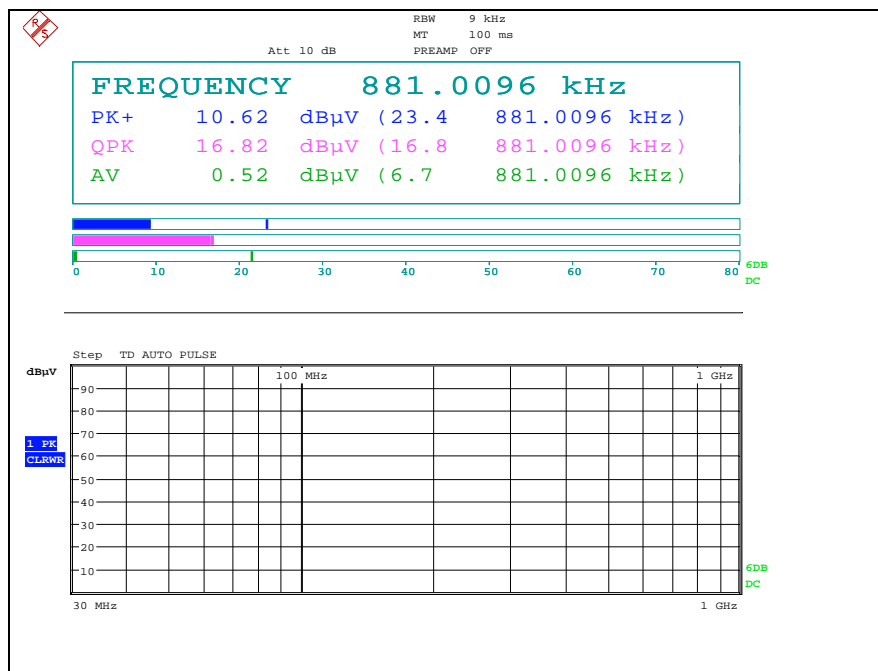 R S
RBW 9 kHz
MT 100 ms
Att 10 dB PREAMP OFF
FREQUENCY 881.0096 kHz
PK+ 10.62 dBµV (23.4 881.0096 kHz)
QPK 16.82 dBµV (16.8 881.0096 kHz)
AV 0.52 dBµV (6.7 881.0096 kHz)
0 10 20 30 40 50 60 70 80
6DB
DC
Step TD AUTO PULSE
dBµV
100 MHz 1 GHz
90
80
70
1 PK
CLRWR
60
50
40
30
20
10
6DB
DC
30 MHz 1 GHz